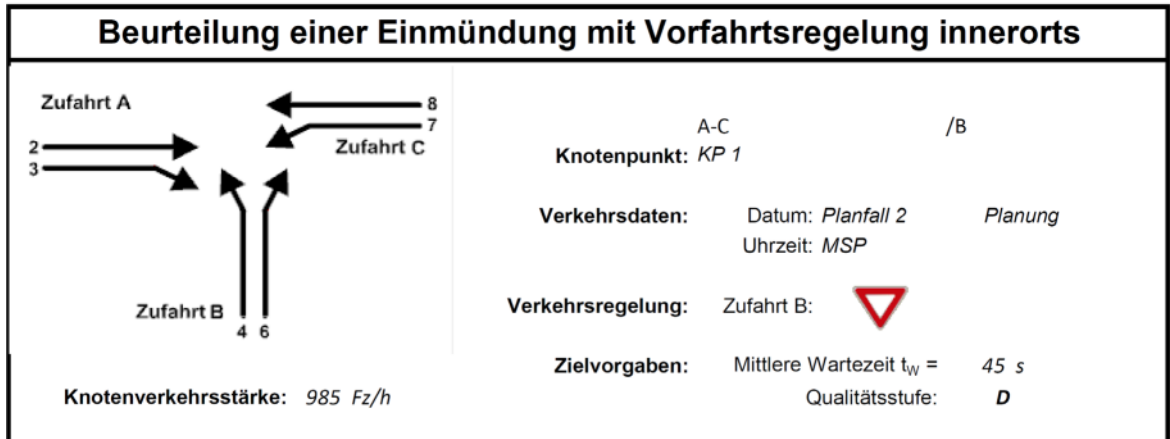 Beurteilung einer Einmündung mit Vorfahrtsregelung innerorts
Zufahrt A
8
7
2
Zufahrt C
3
Zufahrt B
4 6
Knotenverkehrsstärke: 985 Fz/h
A-C /B
Knotenpunkt: KP 1
Verkehrsdaten: Datum: Planfall 2 Planung
Uhrzeit: MSP
Verkehrsregelung: Zufahrt B:
Zielvorgaben: Mittlere Wartezeit tW = 45 s
Qualitätsstufe: D